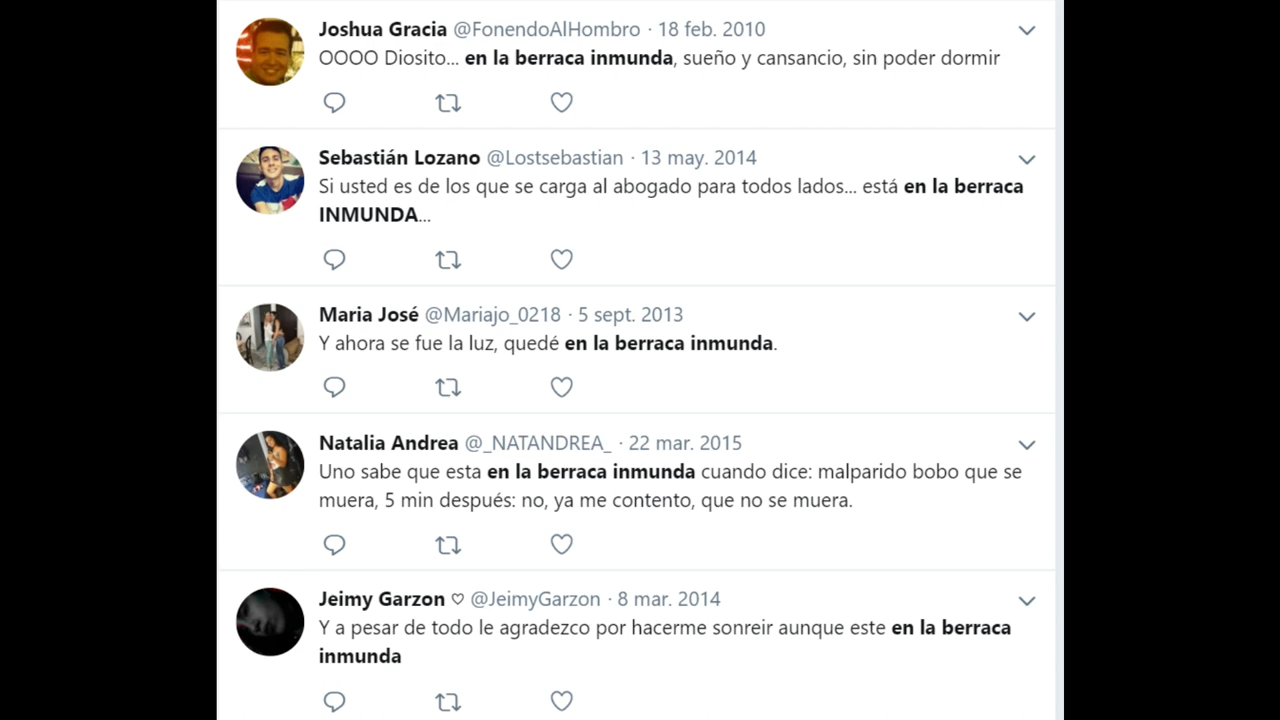 Joshua Gracia @FonendoAlHombro · 18 feb. 2010
OOOO Diosito... en la berraca inmunda, sueño y cansancio, sin poder dormir
Sebastián Lozano @Lostsebastian · 13 may. 2014
Si usted es de los que se carga al abogado para todos lados... está en la berraca
INMUNDA...
Maria José @Mariajo_0218 · 5 sept. 2013
Y ahora se fue la luz, quedé en la berraca inmunda.
Natalia Andrea @_NATANDREA_ · 22 mar. 2015
Uno sabe que esta en la berraca inmunda cuando dice: malparido bobo que se
muera, 5 min después: no, ya me contento, que no se muera.
Jeimy Garzon ♡ @JeimyGarzon · 8 mar. 2014
Y a pesar de todo le agradezco por hacerme sonreir aunque este en la berraca
inmunda